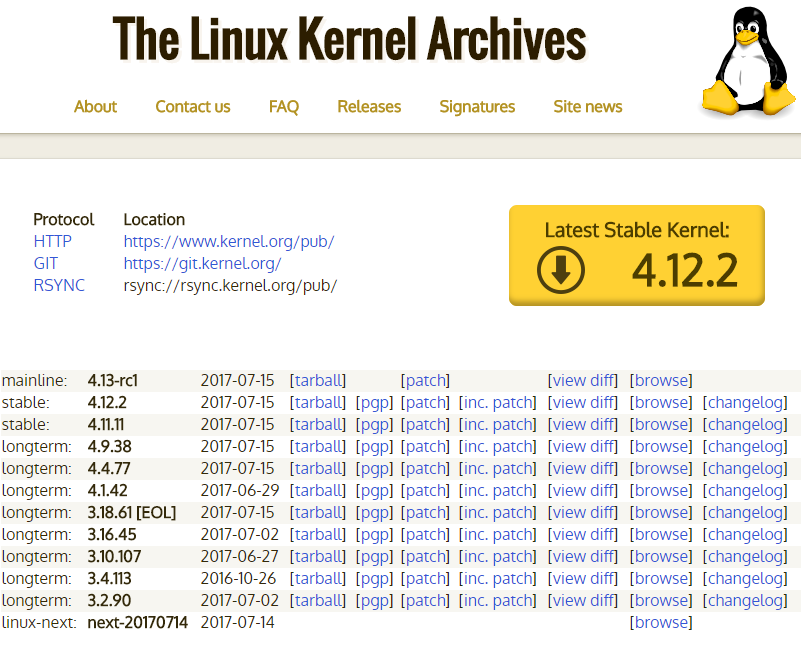 The Linux Kernel Archives
About Contact us FAQ Releases Signatures Site news
Protocol Location
HTTP https://www.kernel.org/pub/
GIT https://git.kernel.org/
RSYNC rsync://rsync.kernel.org/pub/
Latest Stable Kernel:
4.12.2
mainline: 4.13-rc1 2017-07-15 [tarball] [patch] [view diff] [browse]
stable: 4.12.2 2017-07-15 [tarball] [pgp] [patch] [inc. patch] [view diff] [browse] [changelog]
stable: 4.11.11 2017-07-15 [tarball] [pgp] [patch] [inc. patch] [view diff] [browse] [changelog]
longterm: 4.9.38 2017-07-15 [tarball] [pgp] [patch] [inc. patch] [view diff] [browse] [changelog]
longterm: 4.4.77 2017-07-15 [tarball] [pgp] [patch] [inc. patch] [view diff] [browse] [changelog]
longterm: 4.1.42 2017-06-29 [tarball] [pgp] [patch] [inc. patch] [view diff] [browse] [changelog]
longterm: 3.18.61 [EOL] 2017-07-15 [tarball] [pgp] [patch] [inc. patch] [view diff] [browse] [changelog]
longterm: 3.16.45 2017-07-02 [tarball] [pgp] [patch] [inc. patch] [view diff] [browse] [changelog]
longterm: 3.10.107 2017-06-27 [tarball] [pgp] [patch] [inc. patch] [view diff] [browse] [changelog]
longterm: 3.4.113 2016-10-26 [tarball] [pgp] [patch] [inc. patch] [view diff] [browse] [changelog]
longterm: 3.2.90 2017-07-02 [tarball] [pgp] [patch] [inc. patch] [view diff] [browse] [changelog]
linux-next: next-20170714 2017-07-14 [browse]